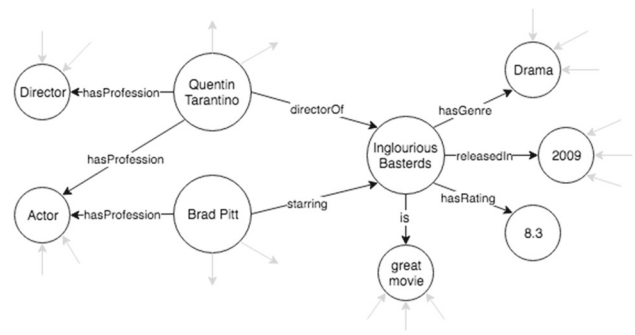 Drama
Quentin
Tarantino
Director
hasProfession
directorOf
hasGenre
Inglourious
Basterds
releasedIn
2009
hasProfession
Actor
hasProfession
Brad Pitt
starring
hasRating
is
8.3
great
movie